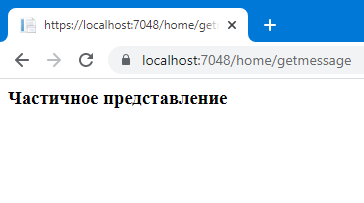 https://localhost:7048/home/get
localhost:7048/home/getmessage
Частичное представление